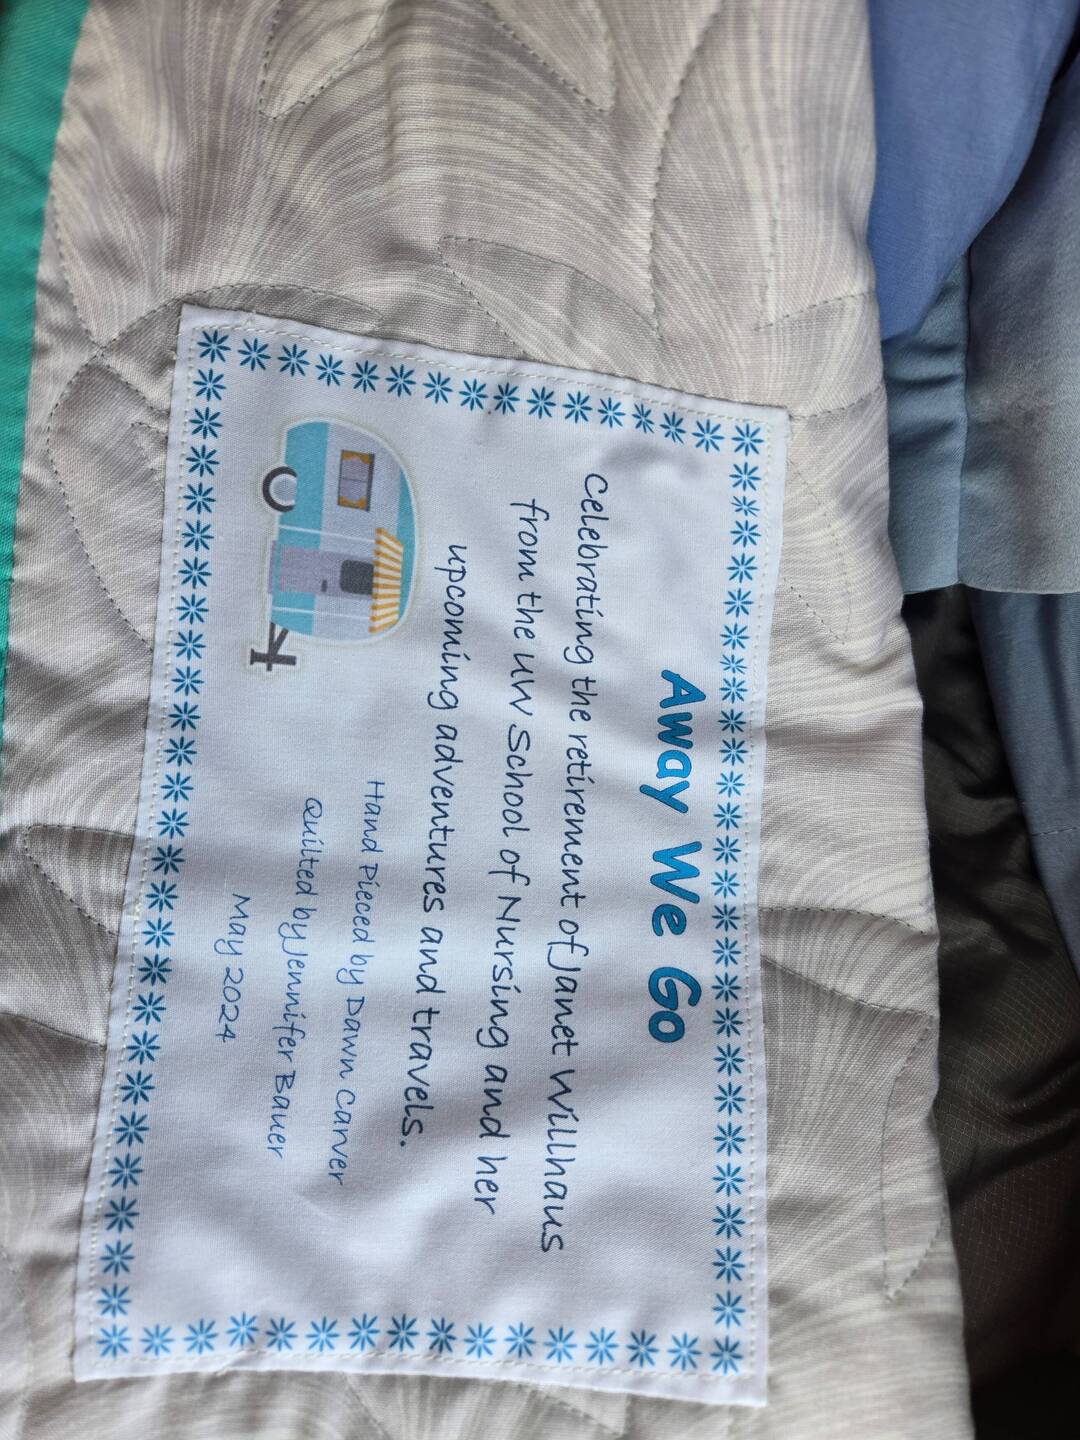 Away We Go
Celebrating the retirement of Janet Willhaus
from the UW School of Nursing and her
upcoming adventures and travels.
Hand Pieced by Dawn Carver
Quilted by Jennifer Bauer
May 2024